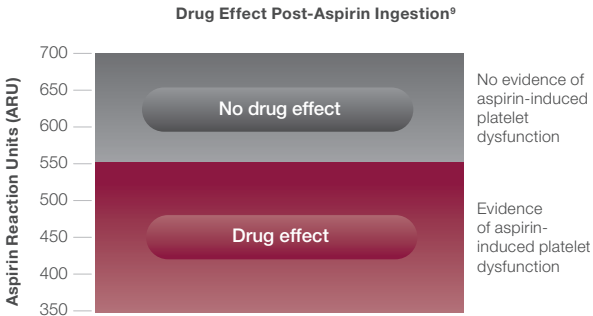 Drug Effect Post-Aspirin Ingestion⁹
Aspirin Reaction Units (ARU)
700
650
600
550
500
450
400
350
No drug effect
Drug effect
No evidence of
aspirin-induced
platelet
dysfunction
Evidence
of aspirin-
induced platelet
dysfunction